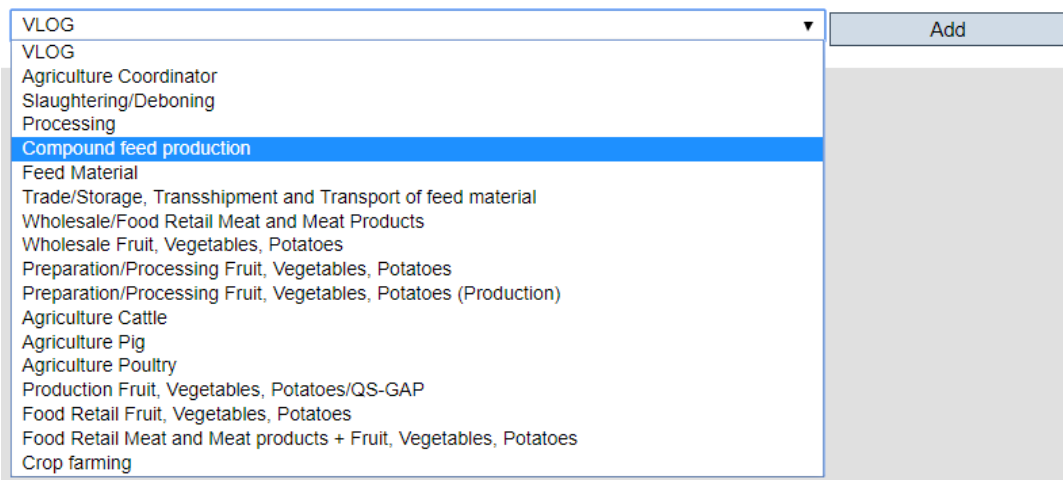 VLOG
Add
VLOG
Agriculture Coordinator
Slaughtering/Deboning
Processing
Compound feed production
Feed Material
Trade/Storage, Transshipment and Transport of feed material
Wholesale/Food Retail Meat and Meat Products
Wholesale Fruit, Vegetables, Potatoes
Preparation/Processing Fruit, Vegetables, Potatoes
Preparation/Processing Fruit, Vegetables, Potatoes (Production)
Agriculture Cattle
Agriculture Pig
Agriculture Poultry
Production Fruit, Vegetables, Potatoes/QS-GAP
Food Retail Fruit, Vegetables, Potatoes
Food Retail Meat and Meat products + Fruit, Vegetables, Potatoes
Crop farming